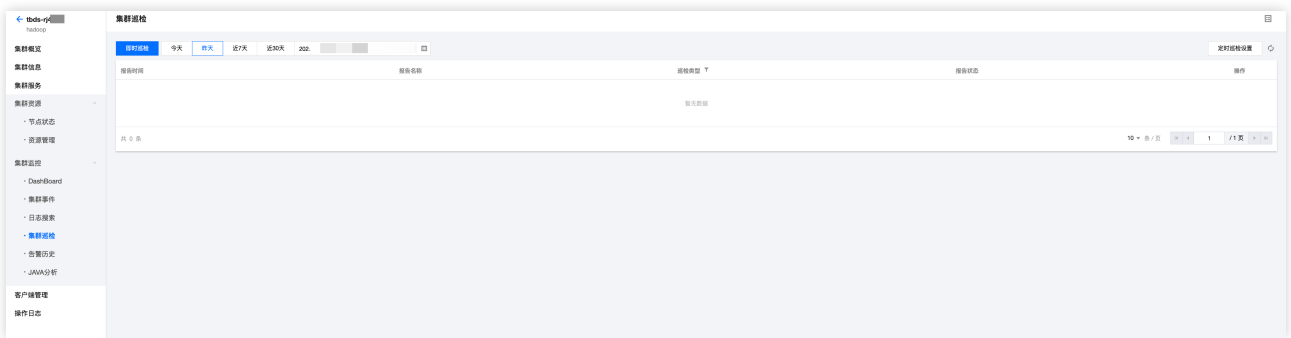 tbds-rj4
hadoop
集群概览
集群信息
集群服务
集群资源
· 节点状态
· 资源管理
集群监控
· DashBoard
· 集群事件
· 日志搜索
· 集群巡检
· 告警历史
· JAVA分析
客户端管理
操作日志
集群巡检
即时巡检 今天 昨天 近7天 近30天 202. 定时巡检设置
报告时间 报告名称 巡检类型 报告状态 操作
暂无数据
共 0 条 10 条 / 页 1 / 1 页